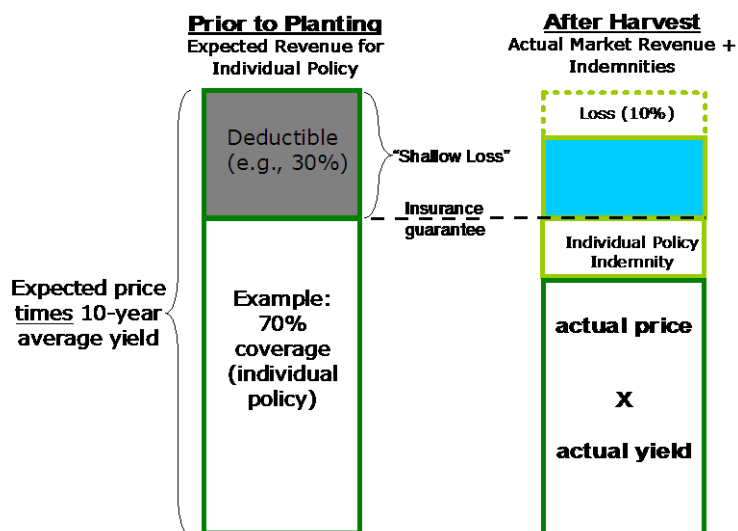 Prior to Planting
Expected Revenue for
Individual Policy
After Harvest
Actual Market Revenue +
Indemnities
Deductible
(e.g., 30%)
"Shallow Loss"
Loss (10%)
Insurance
guarantee
Individual Policy
Indemnity
Expected price
times 10-year
average yield
Example:
70%
coverage
(individual
policy)
actual price
X
actual yield